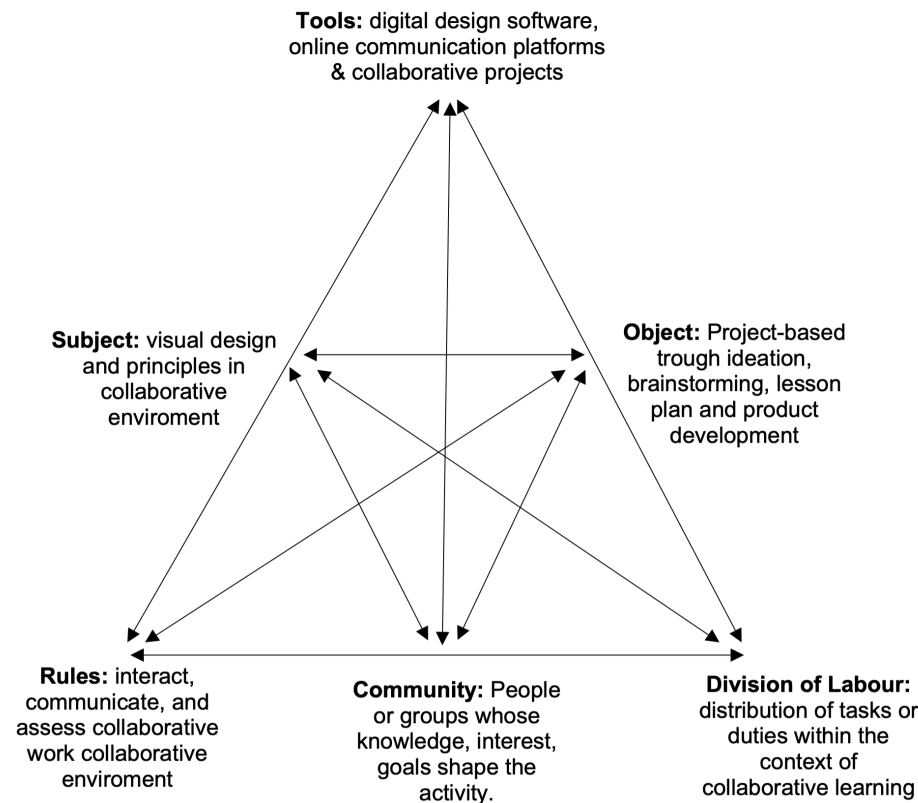 Tools: digital design software,
online communication platforms
& collaborative projects
Subject: visual design
and principles in
collaborative
enviroment
Object: Project-based
trough ideation,
brainstorming, lesson
plan and product
development
Rules: interact,
communicate, and
assess collaborative
work collaborative
enviroment
Community: People
or groups whose
knowledge, interest,
goals shape the
activity.
Division of Labour:
distribution of tasks or
duties within the
context of
collaborative learning